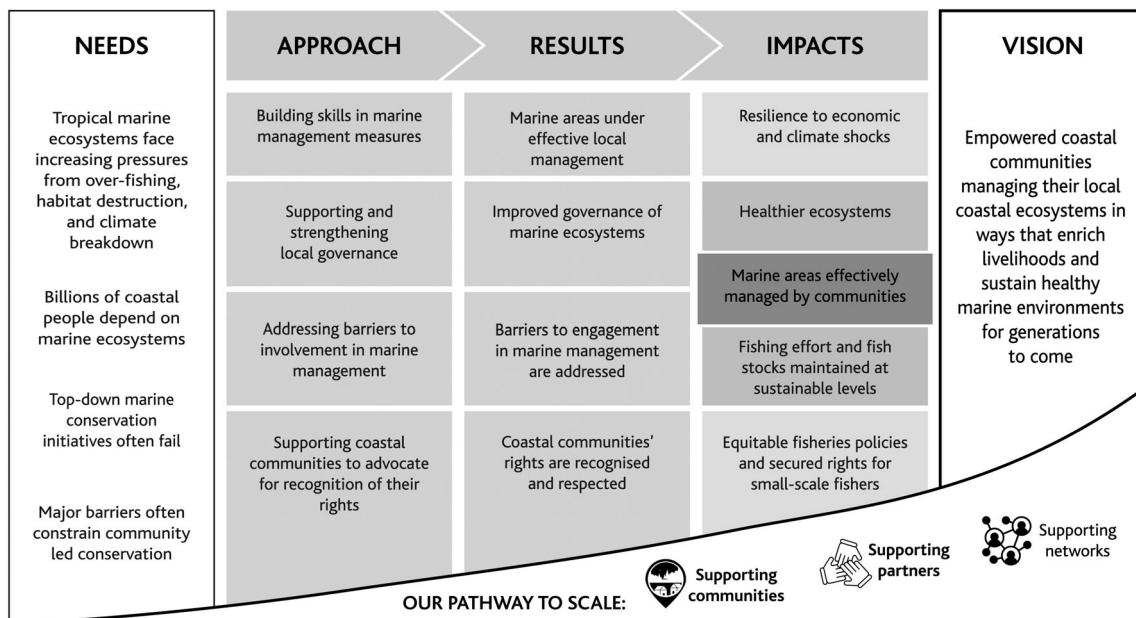 NEEDS
Tropical marine
ecosystems face
increasing pressures
from over-fishing,
habitat destruction,
and climate
breakdown
Billions of coastal
people depend on
marine ecosystems
Top-down marine
conservation
initiatives often fail
Major barriers often
constrain community
led conservation
APPROACH
Building skills in marine
management measures
Supporting and
strengthening
local governance
Addressing barriers to
involvement in marine
management
Supporting coastal
communities to advocate
for recognition of their
rights
RESULTS
Marine areas under
effective local
management
Improved governance of
marine ecosystems
Barriers to engagement
in marine management
are addressed
Coastal communities’
rights are recognised
and respected
IMPACTS
Resilience to economic
and climate shocks
Healthier ecosystems
Marine areas effectively
managed by communities
Fishing effort and fish
stocks maintained at
sustainable levels
Equitable fisheries policies
and secured rights for
small-scale fishers
VISION
Empowered coastal
communities
managing their local
coastal ecosystems in
ways that enrich
livelihoods and
sustain healthy
marine environments
for generations
to come
OUR PATHWAY TO SCALE:
Supporting
communities
Supporting
partners
Supporting
networks